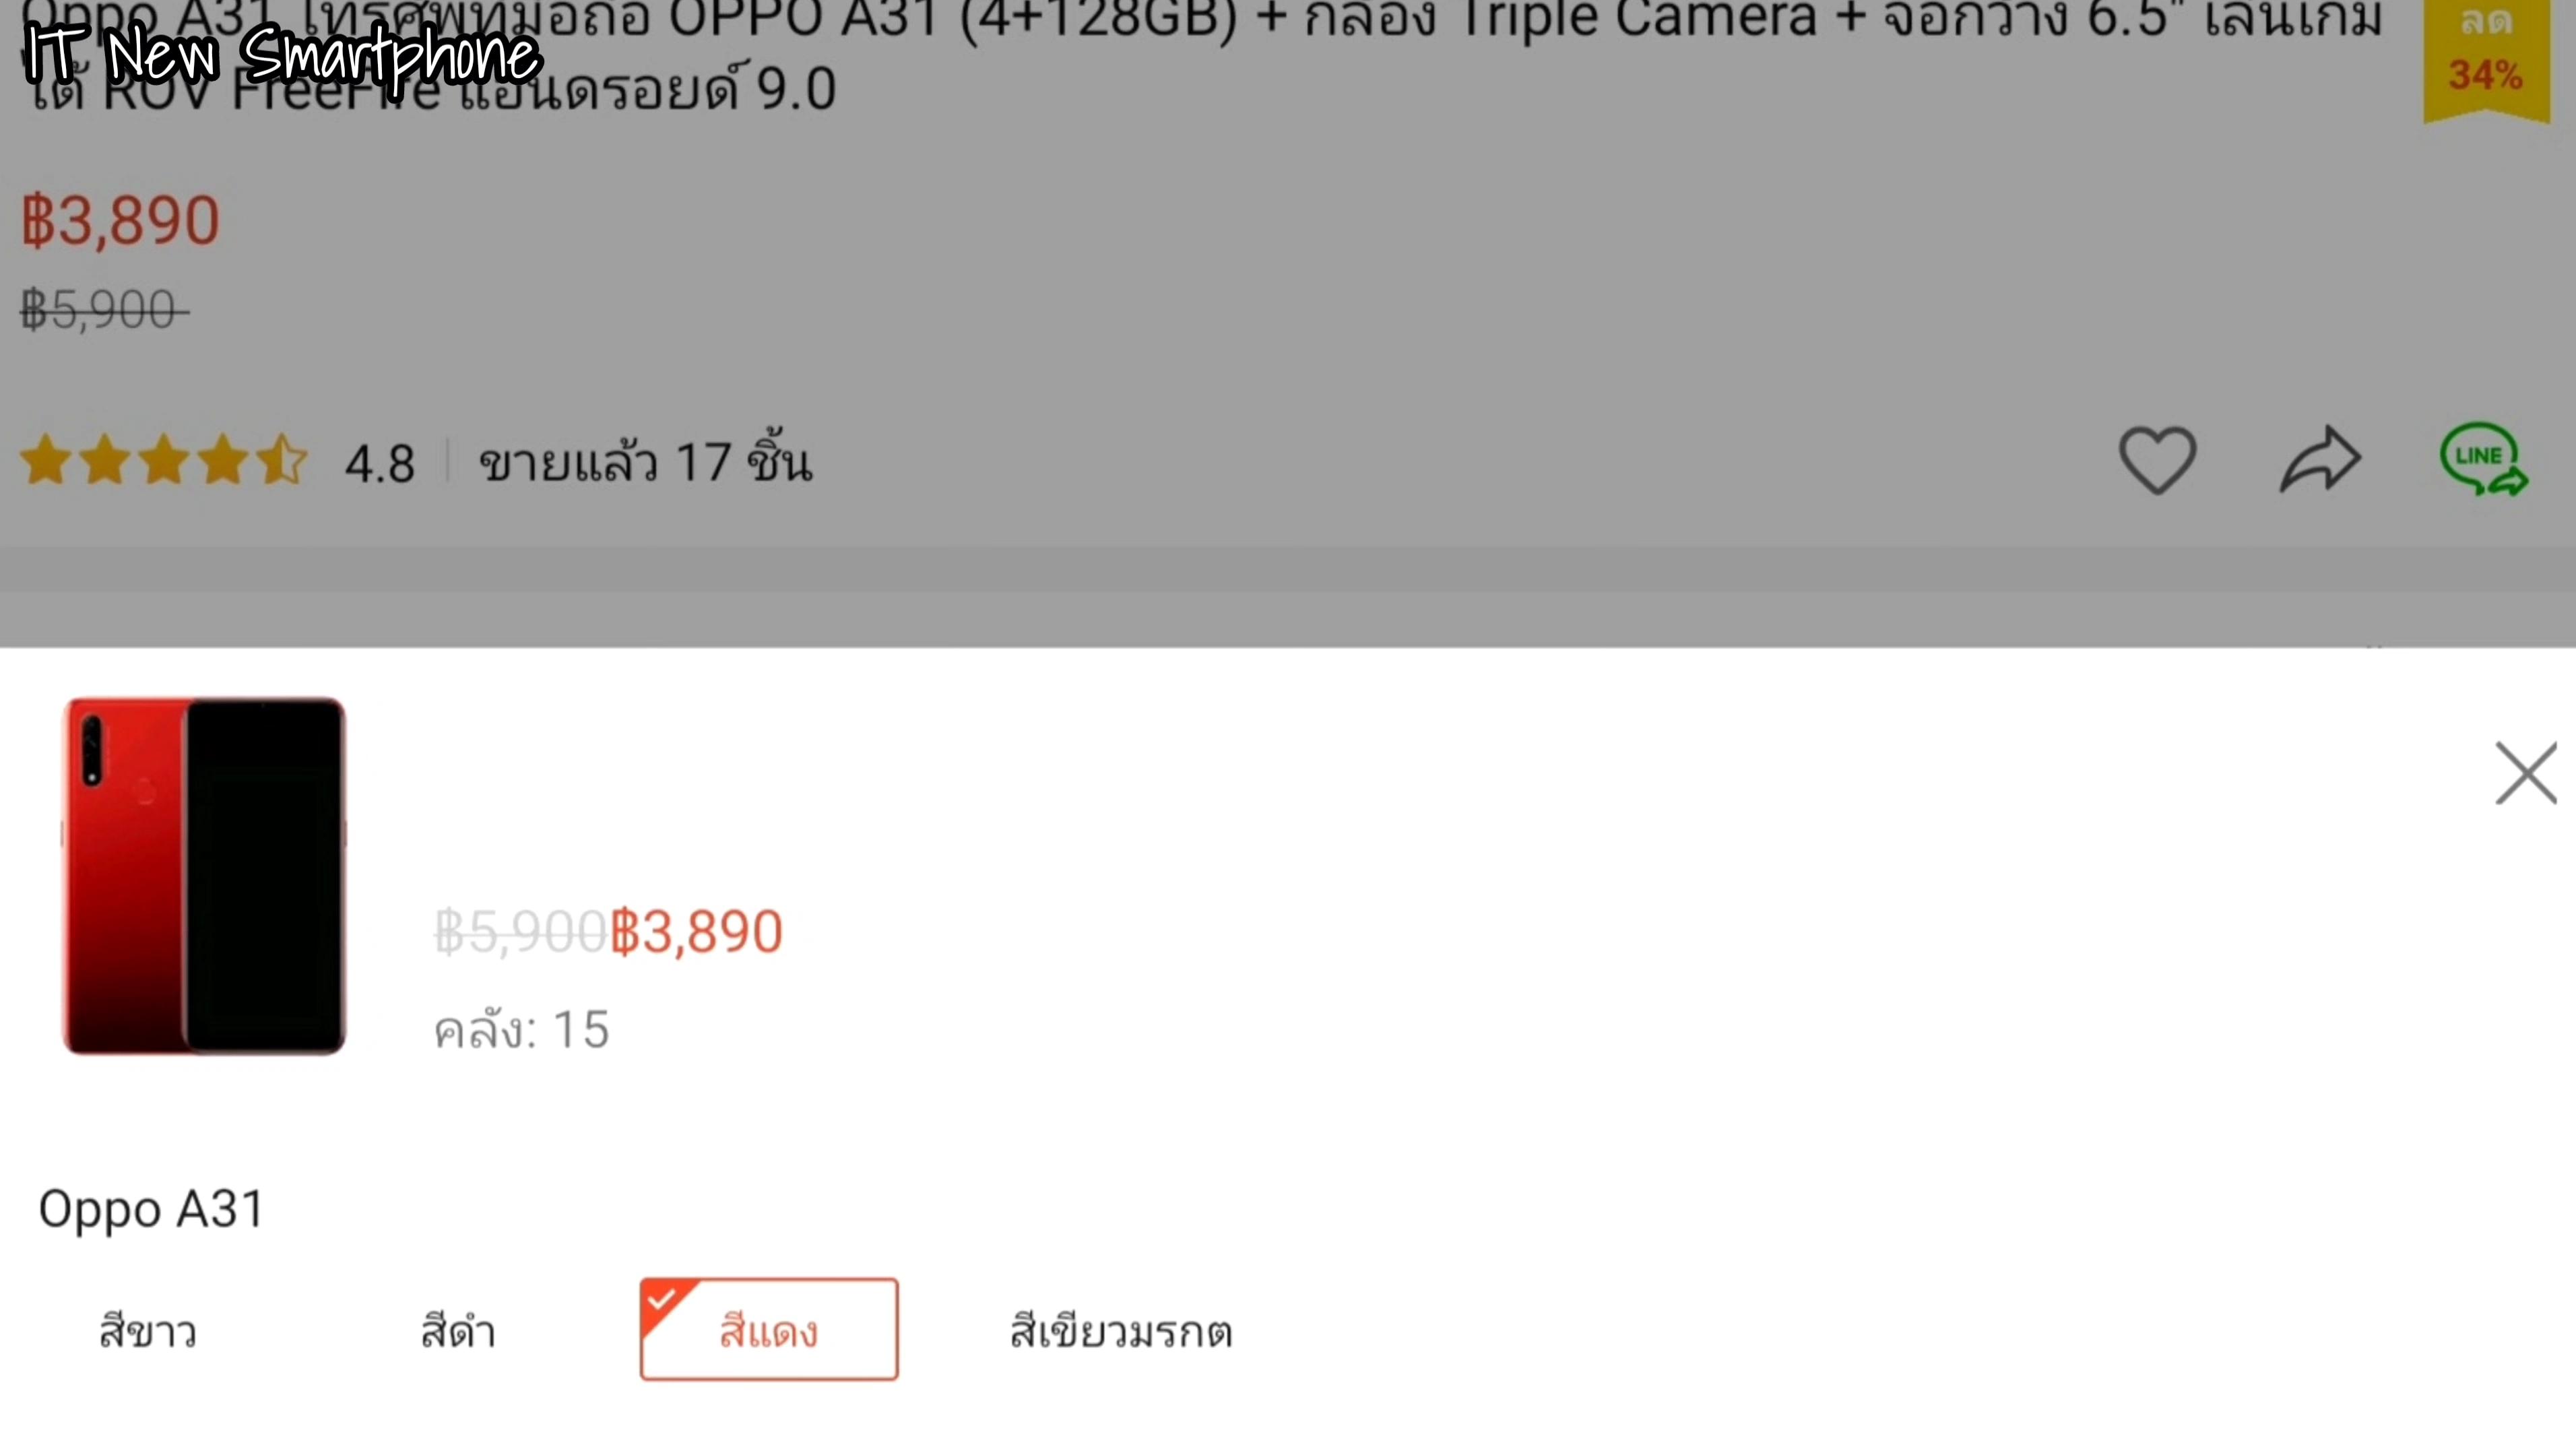 Oppo A31 โทรศัพท์มือถือ OPPO A31 (4+128GB) + กล้อง Triple Camera + จอกว้าง 6.5" เล่นเกม
IT New Smartphone
ได้ ROV FreeFire แอนดรอยด์ 9.0
ลด
34%
฿3,890
฿5,900
4.8
ขายแล้ว 17 ชิ้น
LINE
฿5,900฿3,890
คลัง: 15
Oppo A31
สีขาว
สีดำ
สีแดง
สีเขียวมรกต